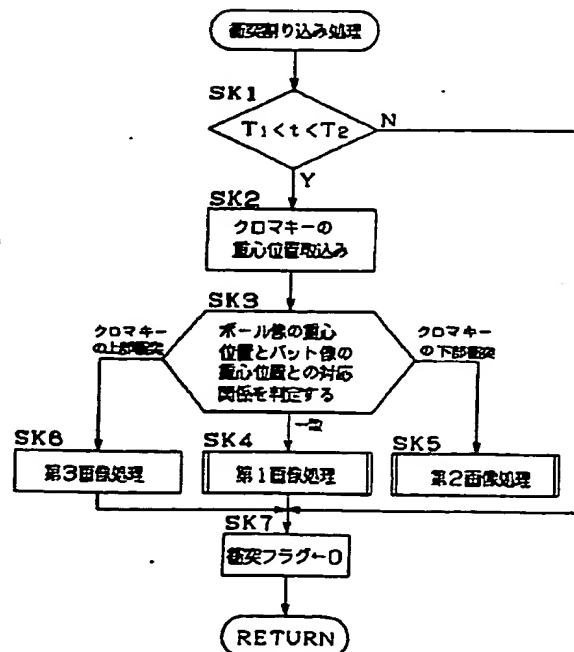 衝突割り込み処理
SK1
T1<t<T2
N
Y
SK2
クロマキーの
重心位置取込み
SK3
クロマキー
の上部衝突
ボール像の重心
位置とバット像の
重心位置との対応
関係を判定する
クロマキー
の下部衝突
一致
SK6
第3画像処理
SK4
第1画像処理
SK5
第2画像処理
SK7
衝突フラグ←0
RETURN